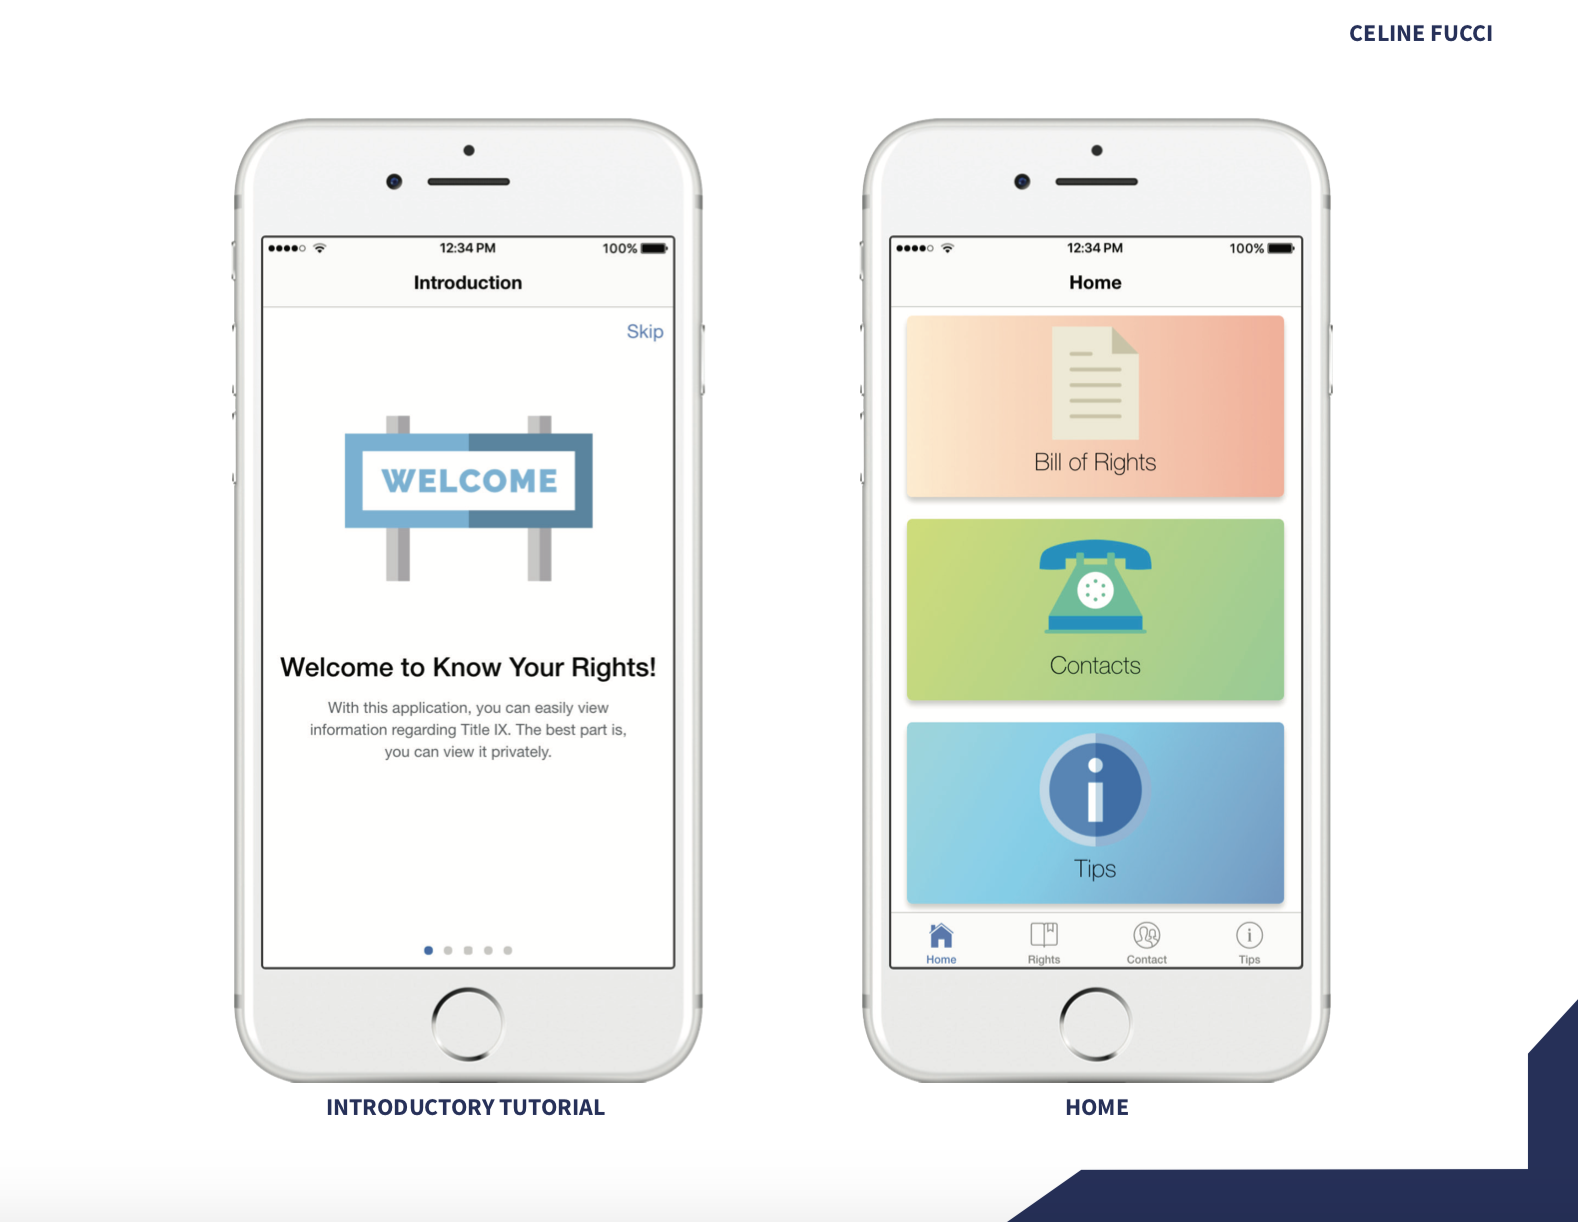 CELINE FUCCI
12:34 PM
100%
Introduction
Skip
WELCOME
Welcome to Know Your Rights!
With this application, you can easily view
information regarding Title IX. The best part is,
you can view it privately.
INTRODUCTORY TUTORIAL
12:34 PM
100%
Home
Bill of Rights
Contacts
Tips
Home
Rights
Contact
Tips
HOME